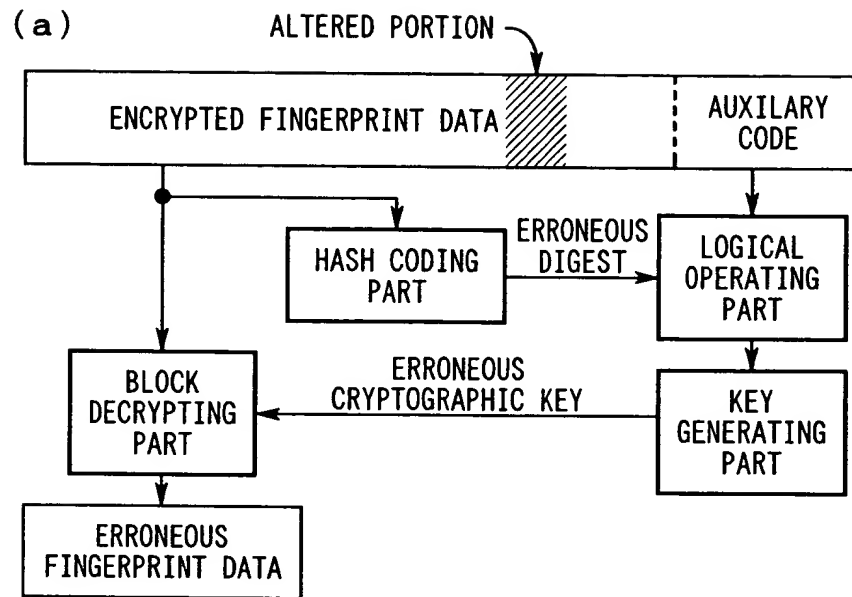 (a)
ALTERED PORTION
ENCRYPTED FINGERPRINT DATA
AUXILARY
CODE
HASH CODING
PART
ERRONEOUS
DIGEST
LOGICAL
OPERATING
PART
BLOCK
DECRYPTING
PART
ERRONEOUS
CRYPTOGRAPHIC KEY
KEY
GENERATING
PART
ERRONEOUS
FINGERPRINT DATA